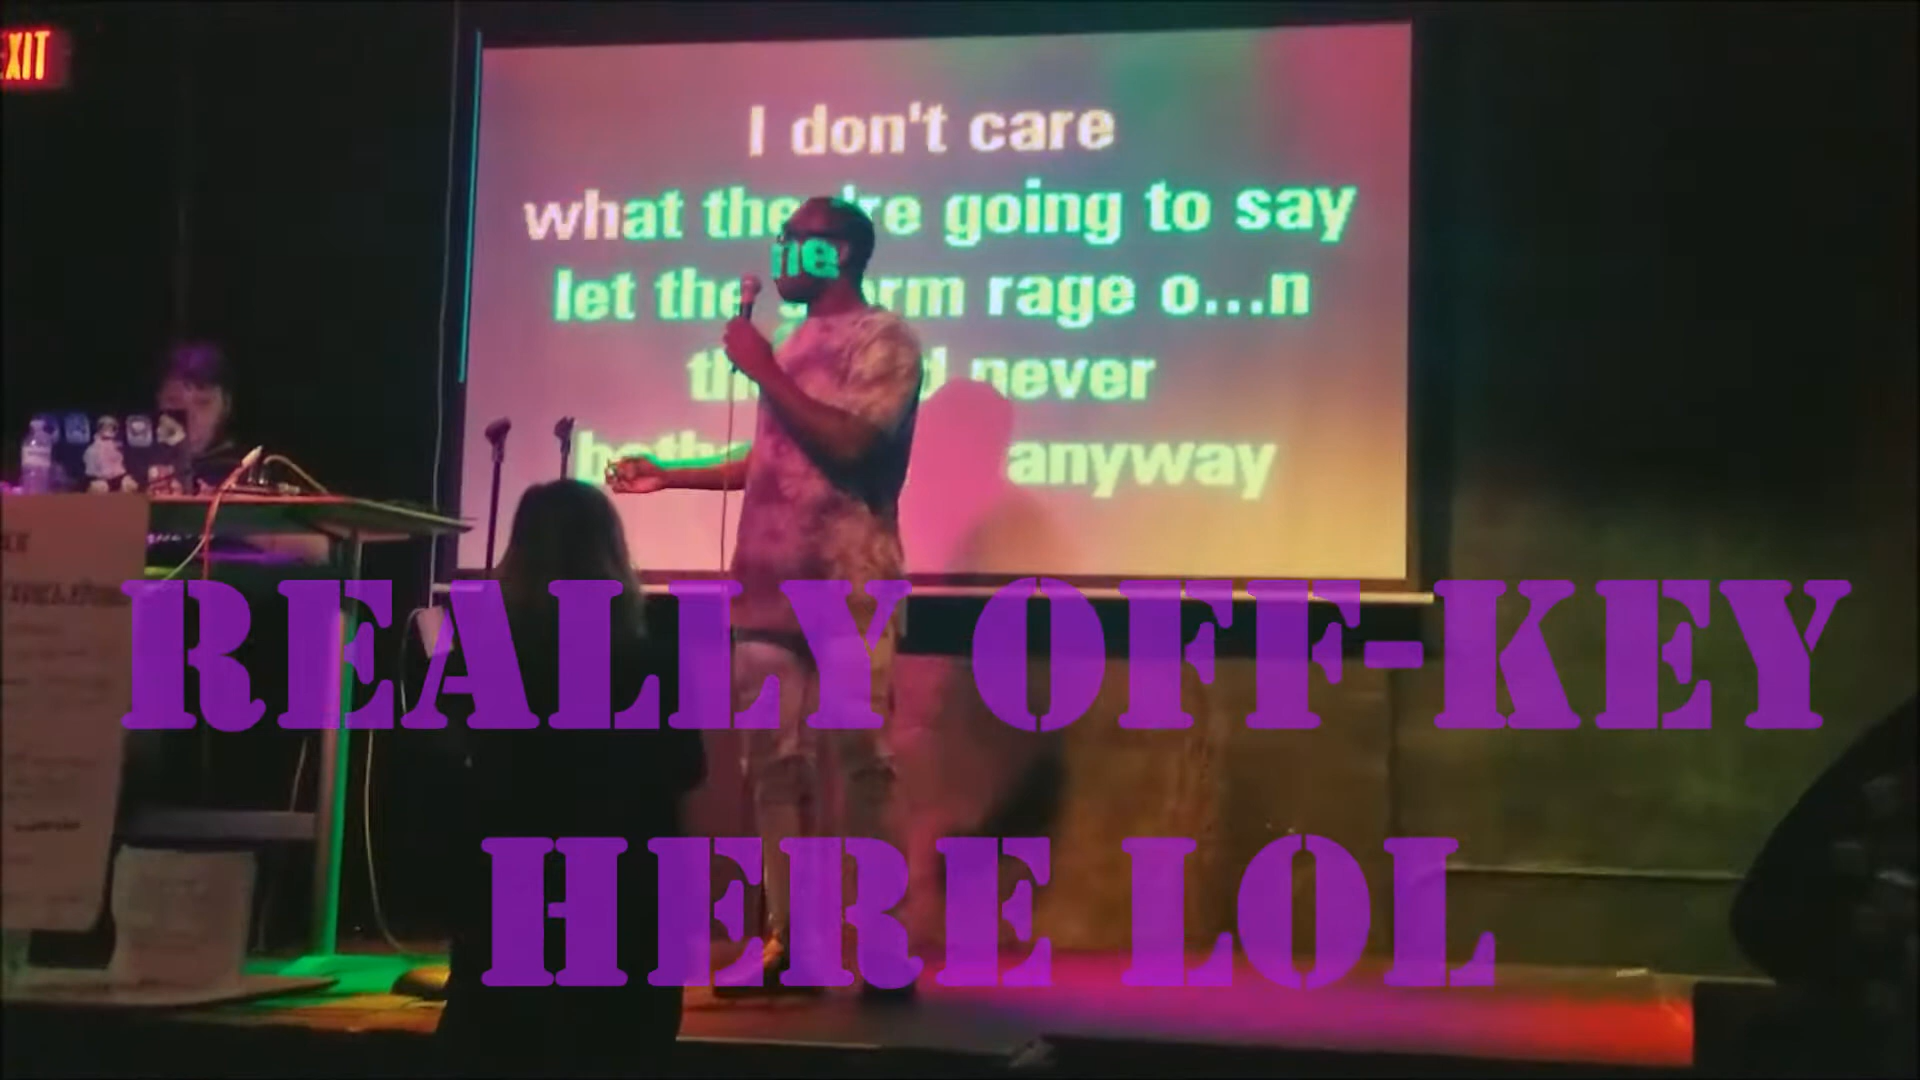 EXIT
I don't care
what they're going to say
let the storm rage o...n
never
anyway
REALLY OFF-KEY
HERE LOL